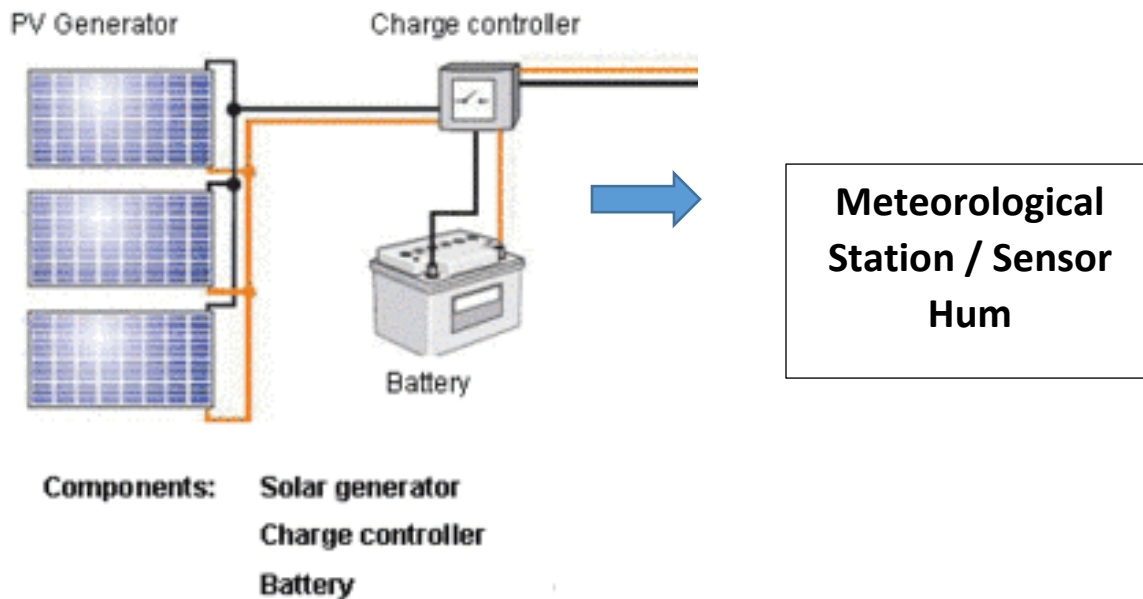 PV Generator
Charge controller
Meteorological
Station / Sensor
Hum
Battery
Components: Solar generator
Charge controller
Battery